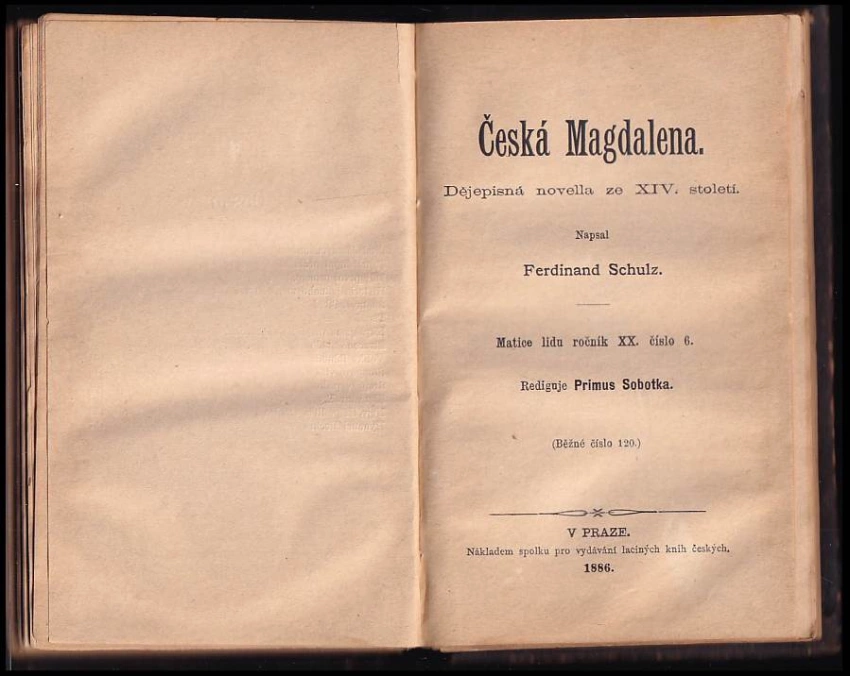 Česká Magdalena.
Dějepisná novella ze XIV. století.
Napsal
Ferdinand Schulz.
Matice lidu ročník XX. číslo 6.
Rediguje Primus Sobotka.
(Běžné číslo 120.)
V PRAZE.
Nákladem spolku pro vydávání laciných knih českých.
1886.